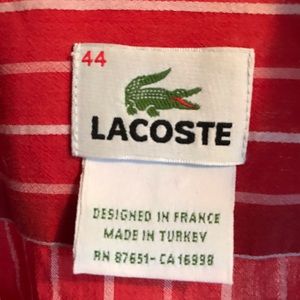 44
LACOSTE
DESIGNED IN FRANCE
MADE IN TURKEY
RN 87651-CA 16998